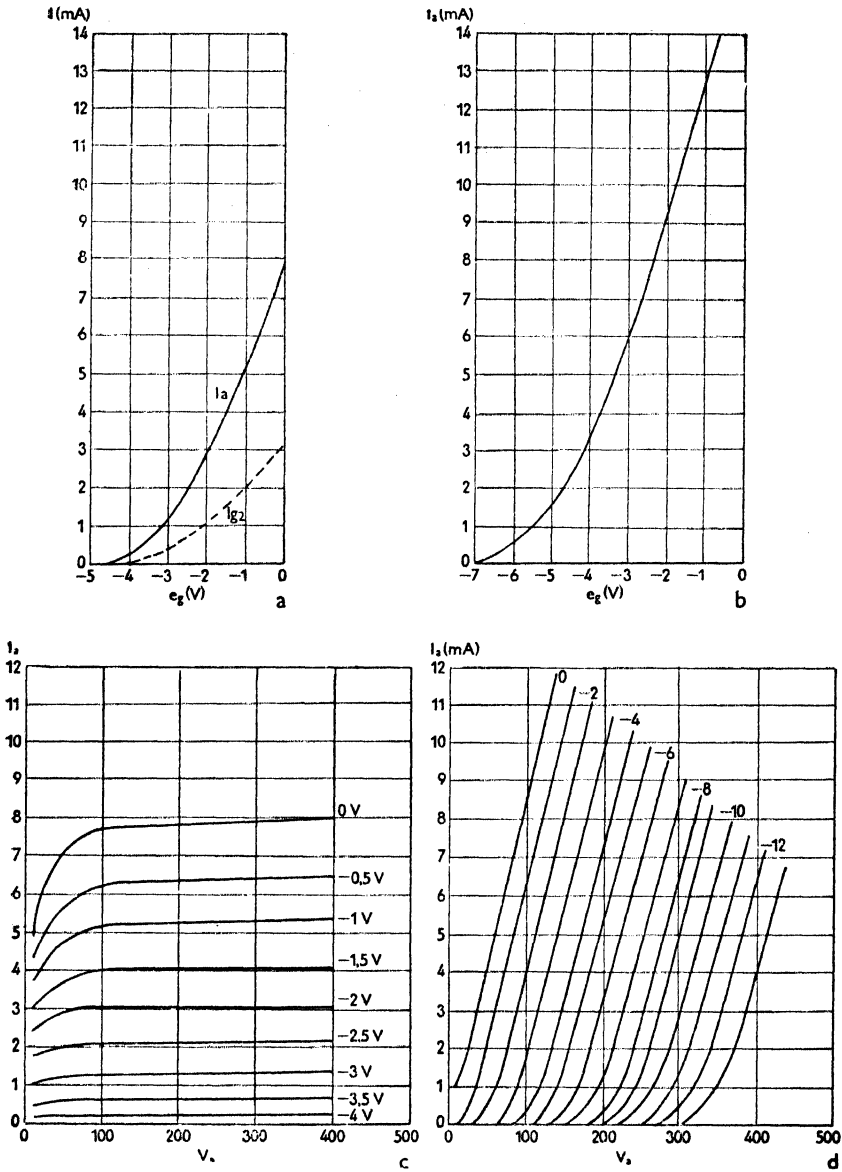 I(mA)
14
13
12
11
10
9
8
7
6
5
4
3
2
1
0
Ia
Ig2
−5 −4 −3 −2 −1 0
eg(V)
a
Ia(mA)
14
13
12
11
10
9
8
7
6
5
4
3
2
1
0
−7 −6 −5 −4 −3 −2 −1 0
eg(V)
b
Ia
12
11
10
9
8
7
6
5
4
3
2
1
0
0 V
−0,5 V
−1 V
−1,5 V
−2 V
−2.5 V
−3 V
−3,5 V
−4 V
0 100 200 300 400 500
Va
c
Ia(mA)
12
11
10
9
8
7
6
5
4
3
2
1
0
0
−2
−4
−6
−8
−10
−12
0 100 200 300 400 500
Va
d